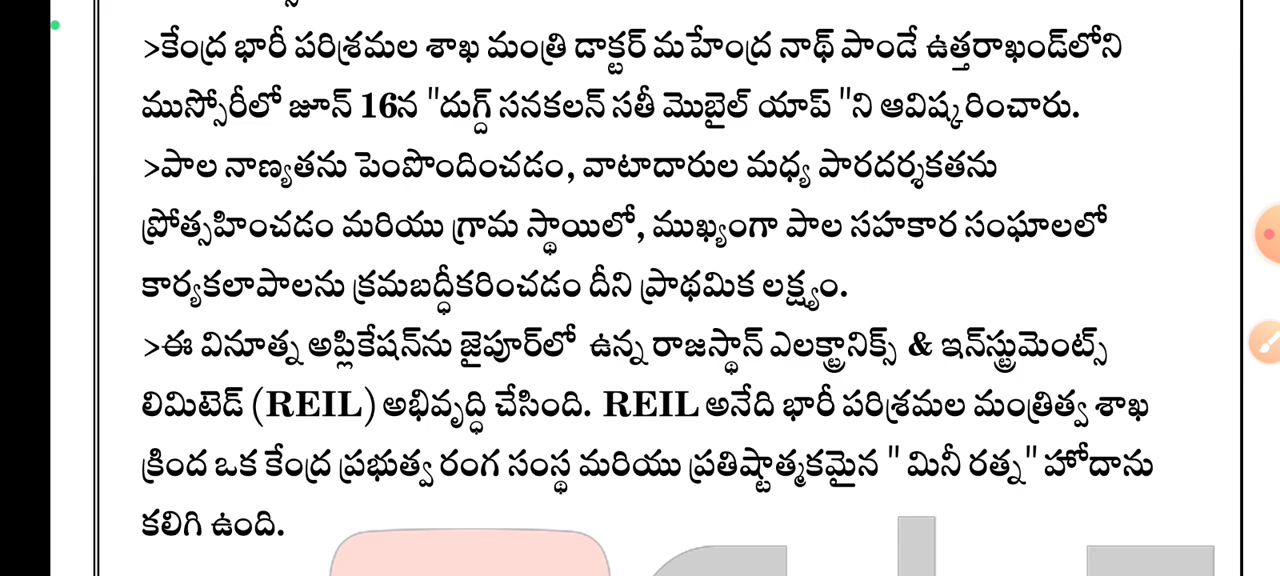 >కేంద్ర భారీ పరిశ్రమల శాఖ మంత్రి డాక్టర్ మహేంద్ర నాథ్ పాండే ఉత్తరాఖండ్‌లోని
ముస్సోరీలో జూన్ 16న "దుగ్ద్ సనకలన్ సతీ మొబైల్ యాప్ "ని ఆవిష్కరించారు.
>పాల నాణ్యతను పెంపొందించడం, వాటాదారుల మధ్య పారదర్శకతను
ప్రోత్సహించడం మరియు గ్రామ స్థాయిలో, ముఖ్యంగా పాల సహకార సంఘాలలో
కార్యకలాపాలను క్రమబద్ధీకరించడం దీని ప్రాథమిక లక్ష్యం.
>ఈ వినూత్న అప్లికేషన్‌ను జైపూర్‌లో ఉన్న రాజస్థాన్ ఎలక్ట్రానిక్స్ & ఇన్‌స్ట్రుమెంట్స్
లిమిటెడ్ (REIL) అభివృద్ధి చేసింది. REIL అనేది భారీ పరిశ్రమల మంత్రిత్వ శాఖ
క్రింద ఒక కేంద్ర ప్రభుత్వ రంగ సంస్థ మరియు ప్రతిష్టాత్మకమైన " మినీ రత్న" హోదాను
కలిగి ఉంది.